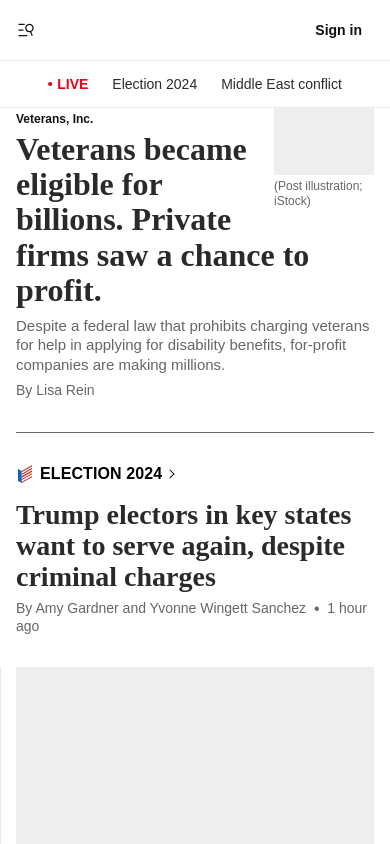 Sign in
• LIVE Election 2024 Middle East conflict
Veterans, Inc.
Veterans became
eligible for
billions. Private
firms saw a chance to
profit.
(Post illustration;
iStock)
Despite a federal law that prohibits charging veterans
for help in applying for disability benefits, for-profit
companies are making millions.
By Lisa Rein
ELECTION 2024
Trump electors in key states
want to serve again, despite
criminal charges
By Amy Gardner and Yvonne Wingett Sanchez • 1 hour
ago